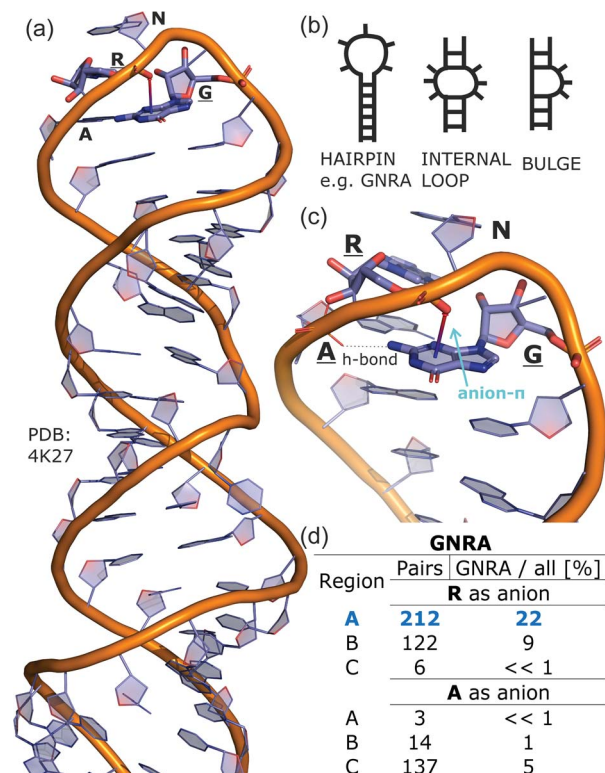 (a)
N
R
G
A
PDB:
4K27
(b)
HAIRPIN
e.g. GNRA
INTERNAL
LOOP
BULGE
(c)
R
N
A
h-bond
G
anion-π
(d)
GNRA
Region Pairs GNRA / all [%]
R as anion
A 212 22
B 122 9
C 6 << 1
A as anion
A 3 << 1
B 14 1
C 137 5